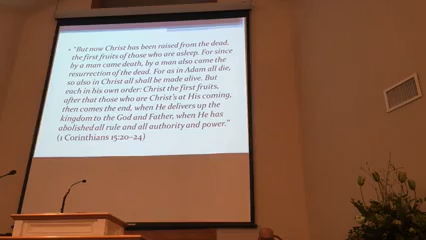 • "But now Christ has been raised from the dead,
the first fruits of those who are asleep. For since
by a man came death, by a man also came the
resurrection of the dead. For as in Adam all die,
so also in Christ all shall be made alive. But
each in his own order: Christ the first fruits,
after that those who are Christ's at His coming,
then comes the end, when He delivers up the
kingdom to the God and Father, when He has
abolished all rule and all authority and power."
(1 Corinthians 15:20–24)